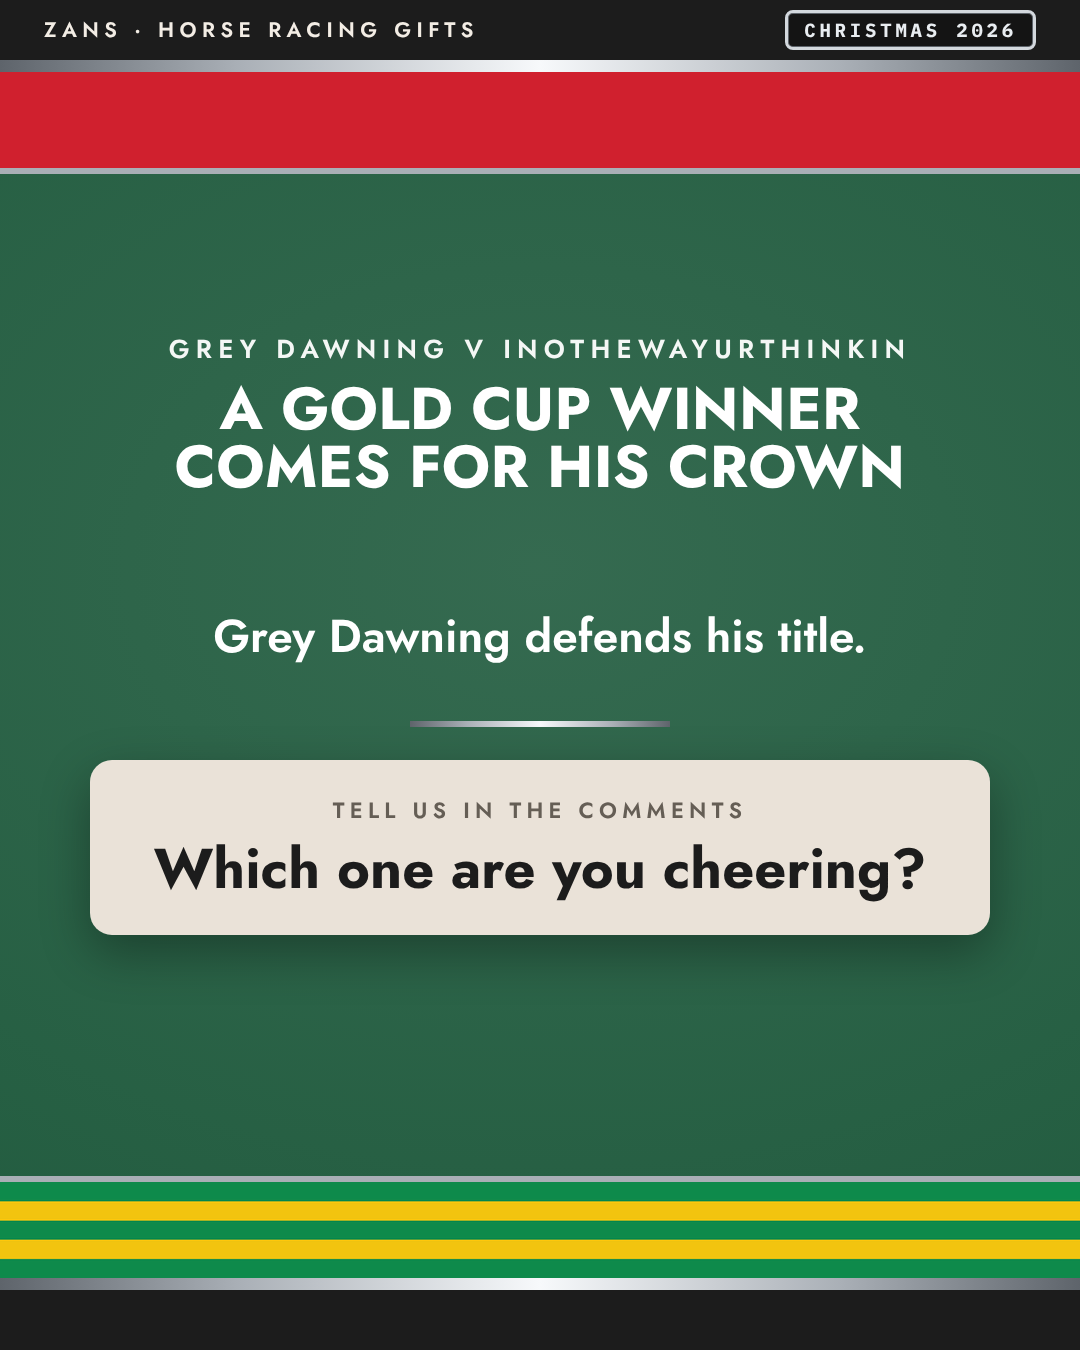 ZANS · HORSE RACING GIFTS
CHRISTMAS 2026
GREY DAWNING V INOTHEWAYURTHINKIN
A GOLD CUP WINNER
COMES FOR HIS CROWN
Grey Dawning defends his title.
TELL US IN THE COMMENTS
Which one are you cheering?